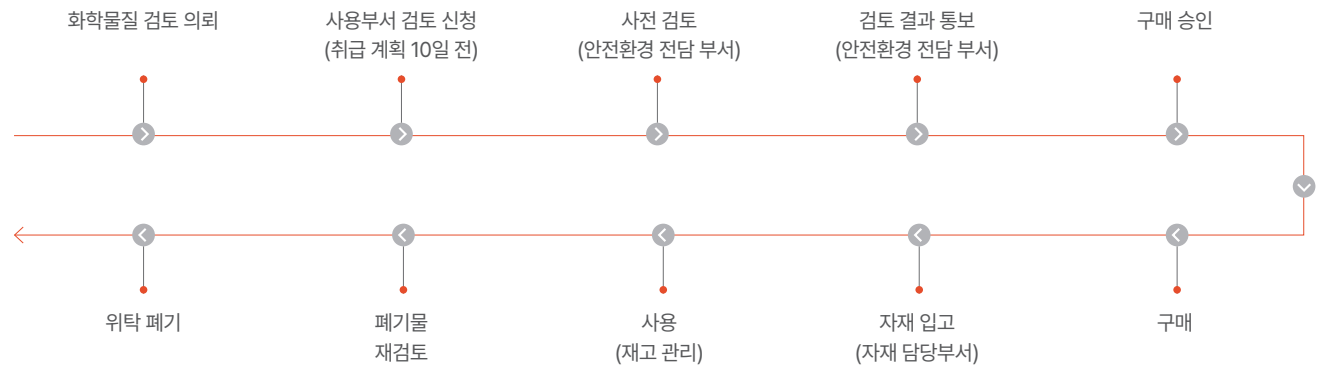 화학물질 검토 의뢰
사용부서 검토 신청
(취급 계획 10일 전)
사전 검토
(안전환경 전담 부서)
검토 결과 통보
(안전환경 전담 부서)
구매 승인
위탁 폐기
폐기물
재검토
사용
(재고 관리)
자재 입고
(자재 담당부서)
구매